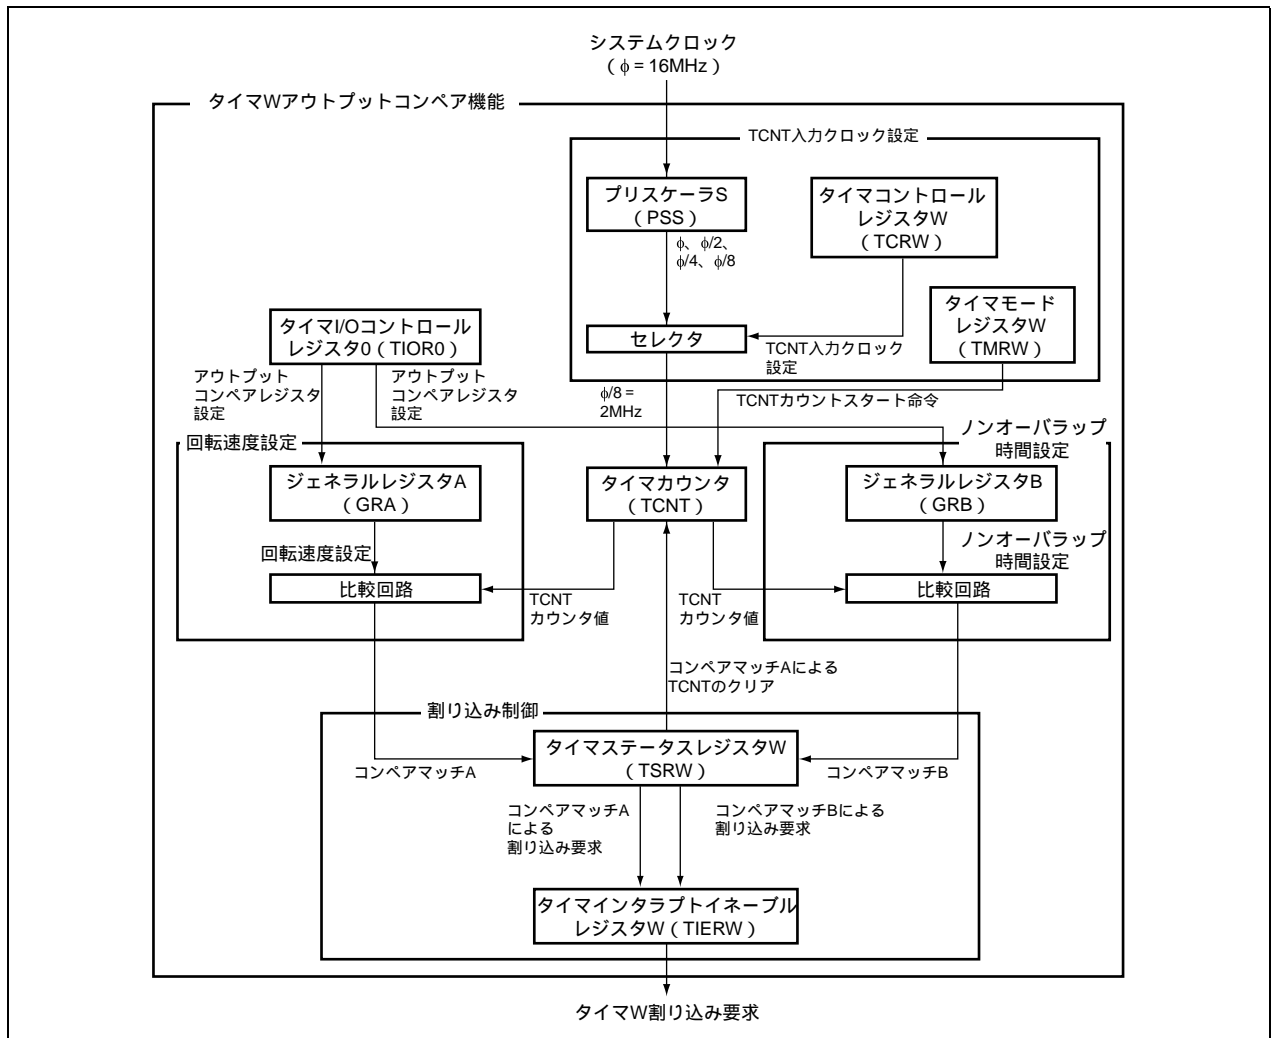 システムクロック
（φ = 16MHz）
タイマWアウトプットコンペア機能
TCNT入力クロック設定
プリスケーラS
（PSS）
タイマコントロール
レジスタW
（TCRW）
φ、φ/2、
φ/4、φ/8
タイマモード
レジスタW
（TMRW）
タイマI/Oコントロール
レジスタ0（TIOR0）
セレクタ
TCNT入力クロック
設定
アウトプット
コンペアレジスタ
設定
アウトプット
コンペアレジスタ
設定
φ/8 =
2MHz
TCNTカウントスタート命令
回転速度設定
ノンオーバラップ
時間設定
ジェネラルレジスタA
（GRA）
タイマカウンタ
（TCNT）
ジェネラルレジスタB
（GRB）
回転速度設定
ノンオーバラップ
時間設定
比較回路
比較回路
TCNT
カウンタ値
TCNT
カウンタ値
コンペアマッチAによる
TCNTのクリア
割り込み制御
タイマステータスレジスタW
（TSRW）
コンペアマッチA
コンペアマッチB
コンペアマッチA
による
割り込み要求
コンペアマッチBによる
割り込み要求
タイマインタラプトイネーブル
レジスタW（TIERW）
タイマW割り込み要求